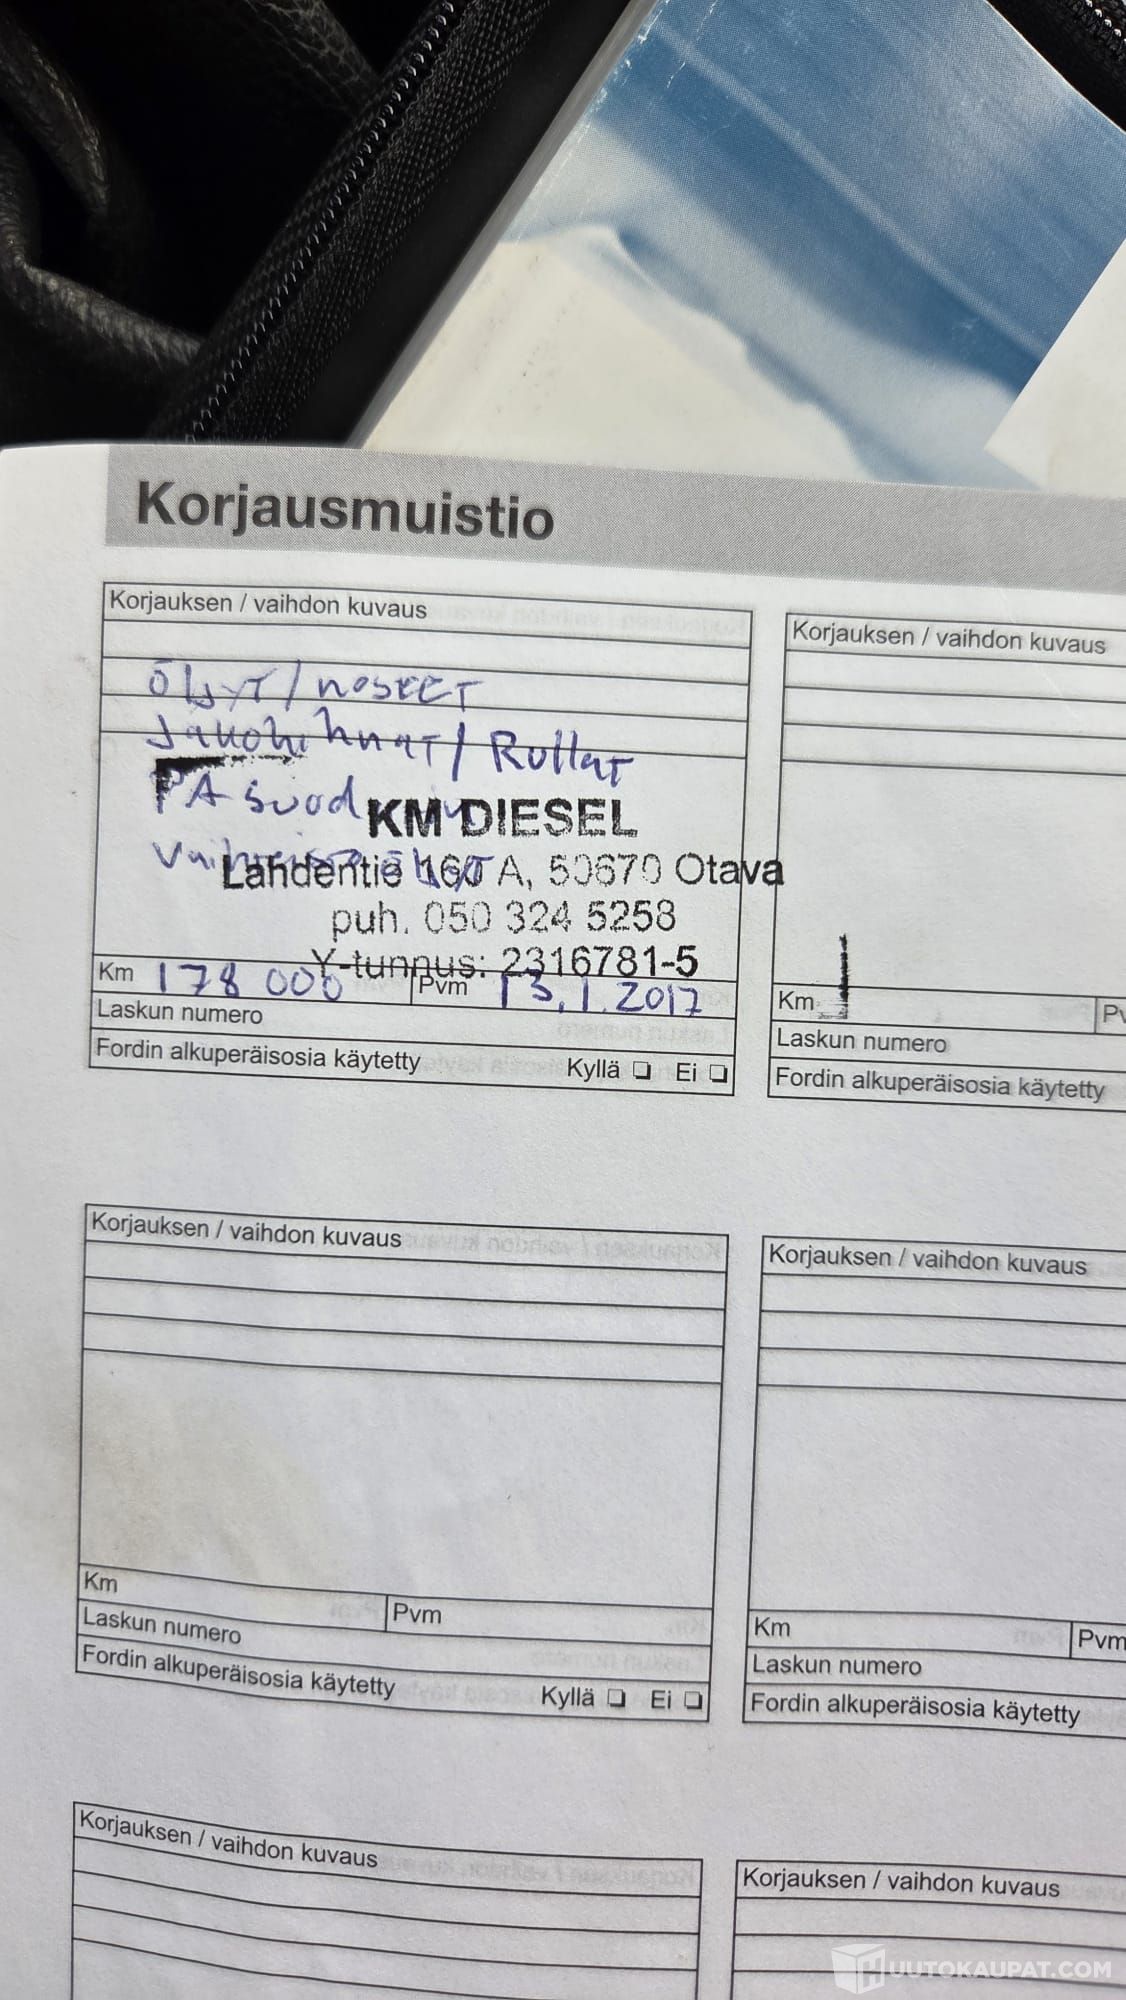 Korjausmuistio
Korjauksen / vaihdon kuvaus
ÖljyT / noseet
Jakohihnat / Rullat
PA Suod
KM DIESEL
Lahdentie 160 A, 50670 Otava
puh. 050 324 5258
Y-tunnus: 2316781-5
Km 178 000 Pvm 13.1.2017
Laskun numero
Fordin alkuperäisosia käytetty Kyllä ❏ Ei ❏
Korjauksen / vaihdon kuvaus
Km
Laskun numero
Fordin alkuperäisosia käytetty
Korjauksen / vaihdon kuvaus
Km Pvm
Laskun numero
Fordin alkuperäisosia käytetty Kyllä ❏ Ei ❏
Korjauksen / vaihdon kuvaus
Km Pvm
Laskun numero
Fordin alkuperäisosia käytetty
Korjauksen / vaihdon kuvaus
Korjauksen / vaihdon kuvaus
HUUTOKAUPAT.COM